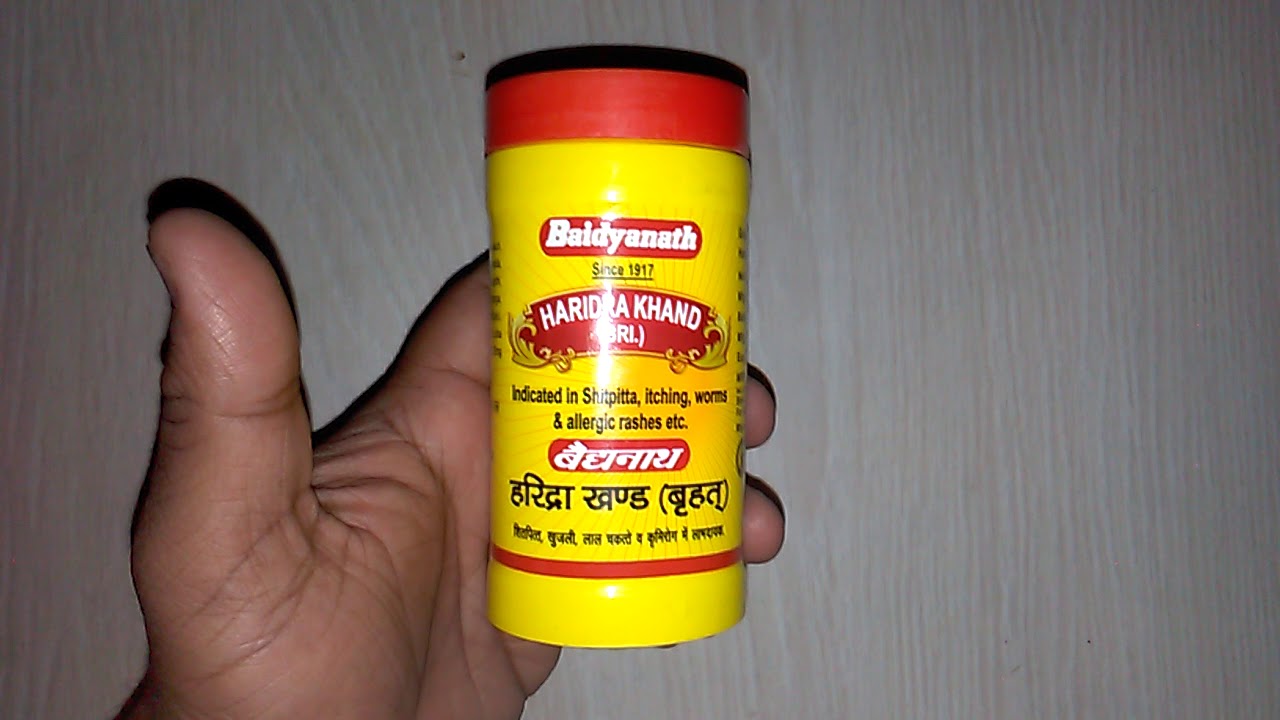 Baidyanath
Since 1917
HARIDRA KHAND
(BRI.)
Indicated in Shitpitta, itching, worms
& allergic rashes etc.
बैद्यनाथ
हरिद्रा खण्ड (बृहत्)
शितपित्त, खुजली, लाल चकत्ते व कृमिरोग में लाभदायक.